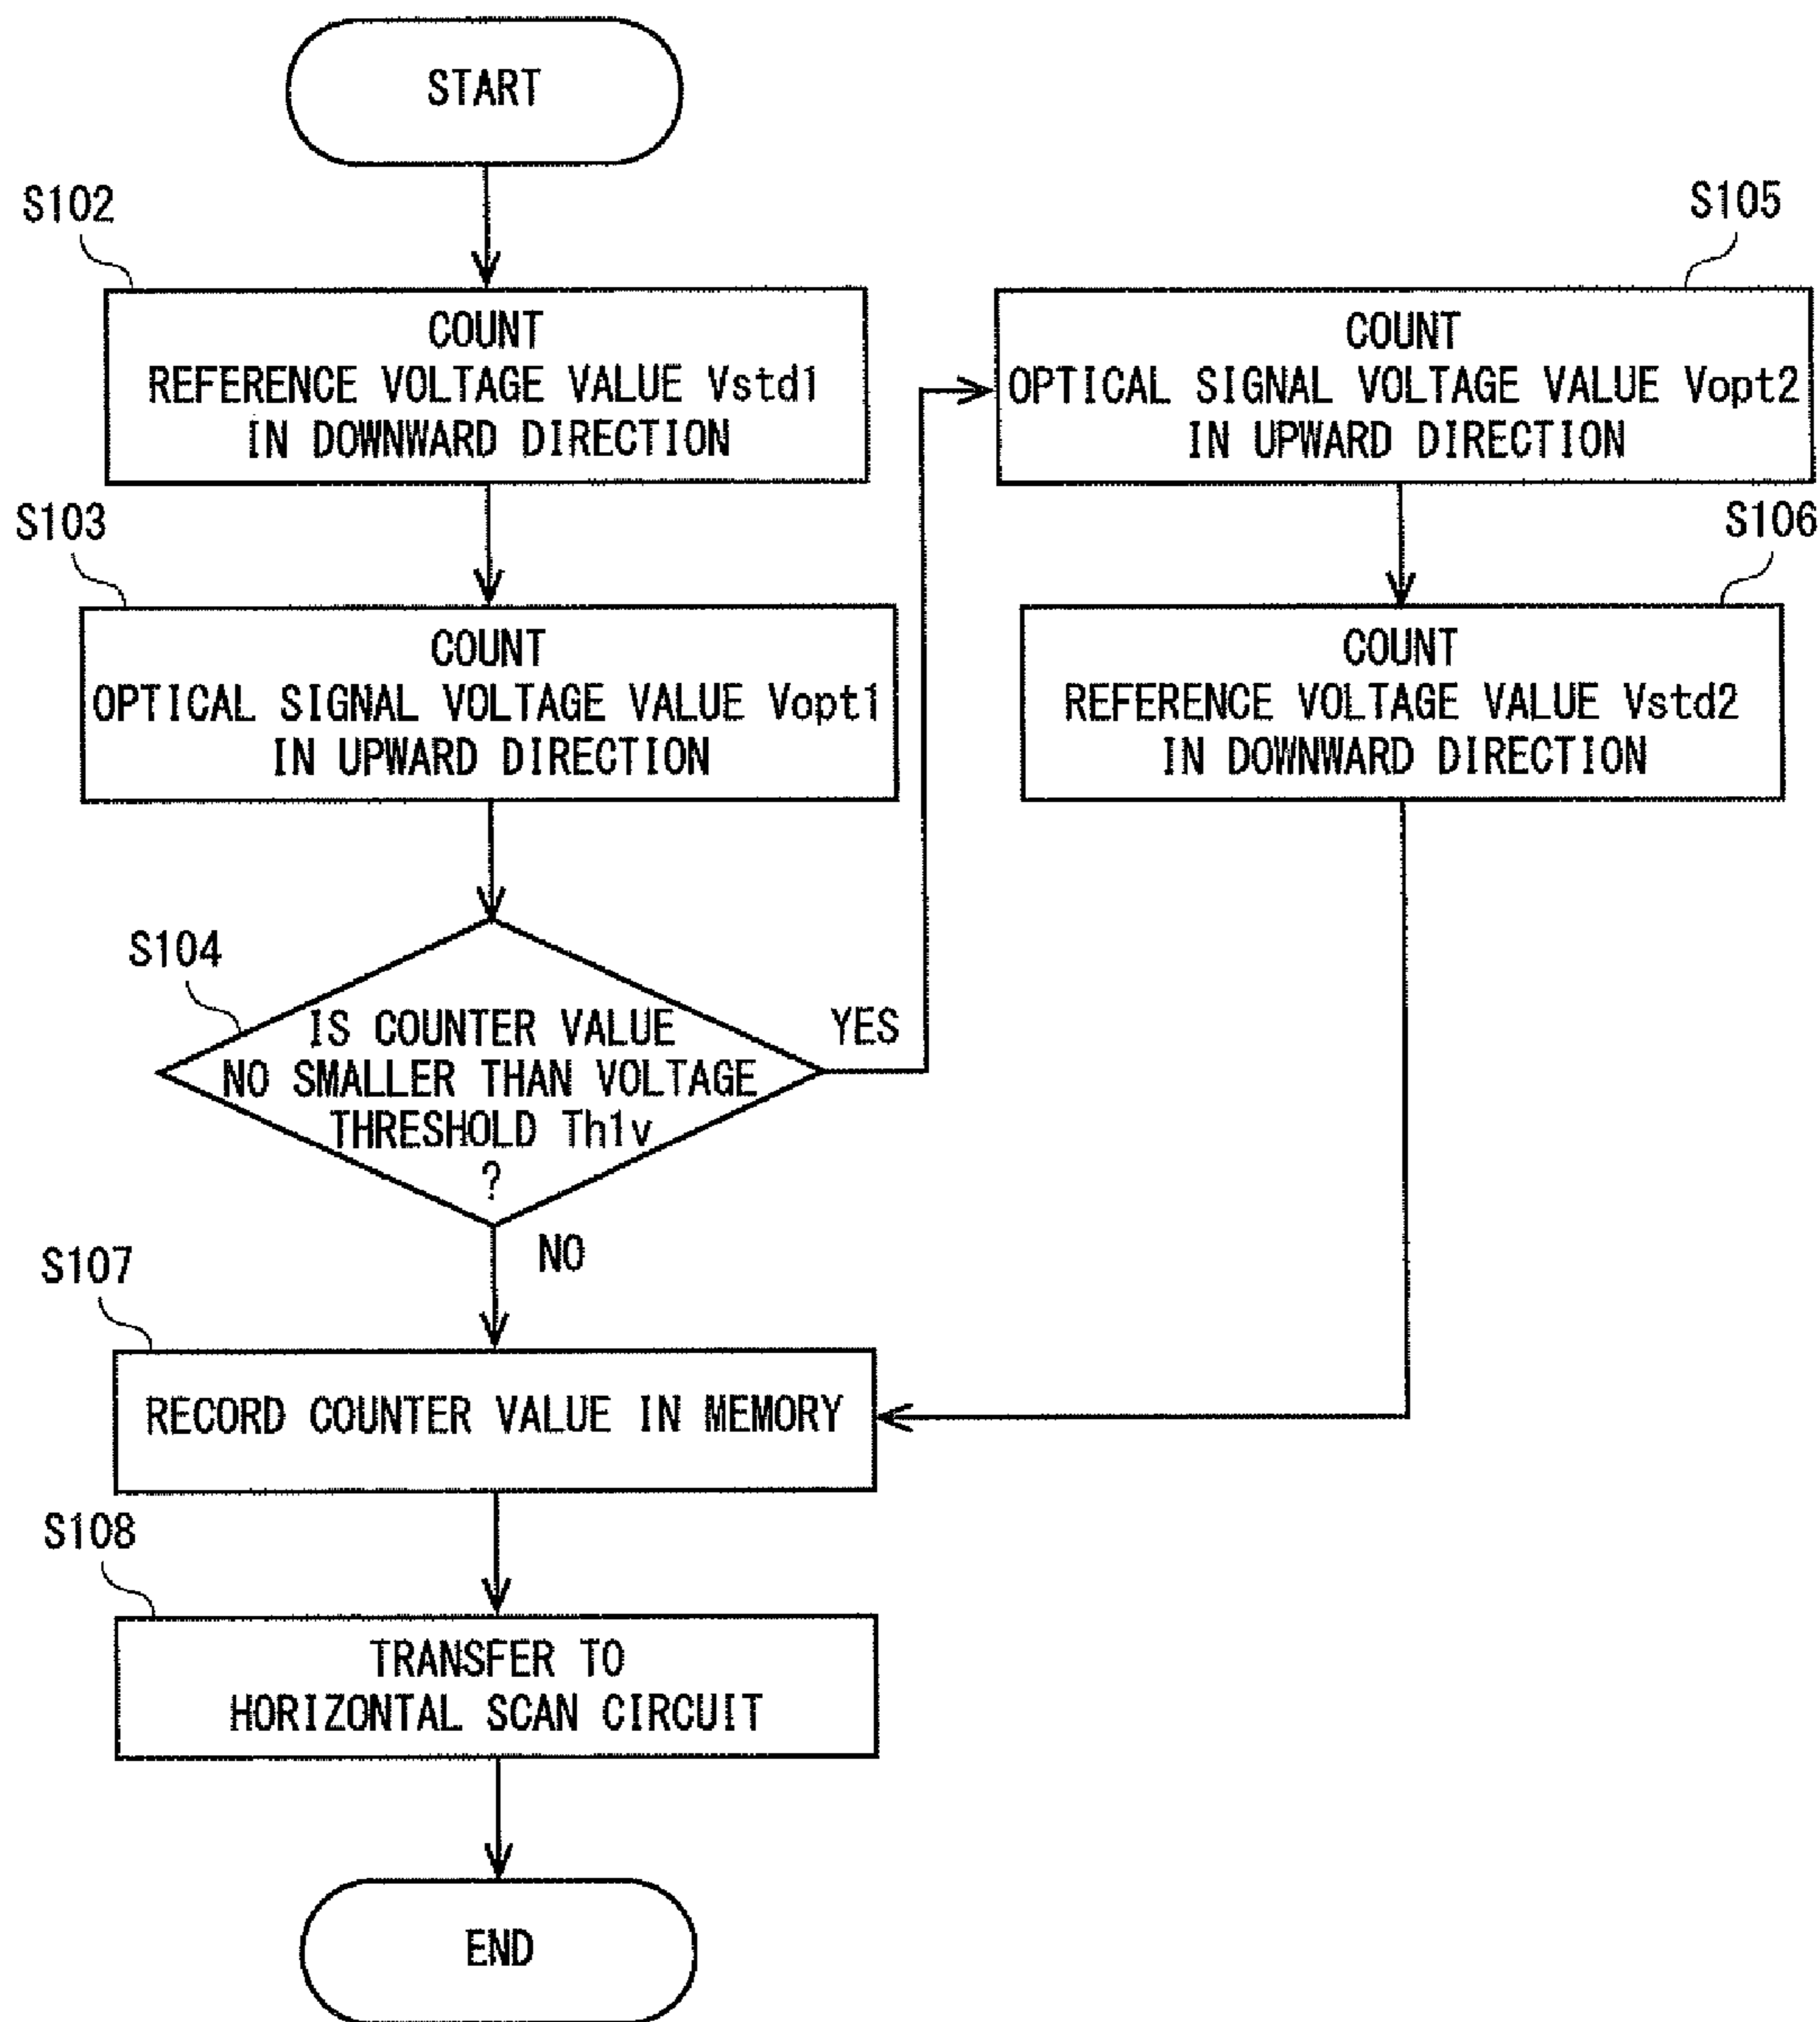 START
S102
COUNT
REFERENCE VOLTAGE VALUE Vstd1
IN DOWNWARD DIRECTION
S103
COUNT
OPTICAL SIGNAL VOLTAGE VALUE Vopt1
IN UPWARD DIRECTION
S104
IS COUNTER VALUE
NO SMALLER THAN VOLTAGE
THRESHOLD Th1v
?
YES
NO
S105
COUNT
OPTICAL SIGNAL VOLTAGE VALUE Vopt2
IN UPWARD DIRECTION
S106
COUNT
REFERENCE VOLTAGE VALUE Vstd2
IN DOWNWARD DIRECTION
S107
RECORD COUNTER VALUE IN MEMORY
S108
TRANSFER TO
HORIZONTAL SCAN CIRCUIT
END